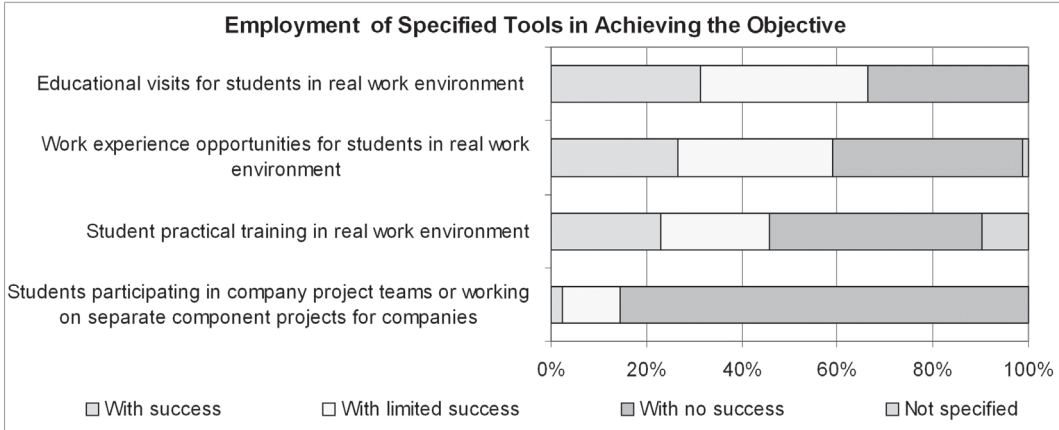 Employment of Specified Tools in Achieving the Objective
Educational visits for students in real work environment
Work experience opportunities for students in real work
environment
Student practical training in real work environment
Students participating in company project teams or working
on separate component projects for companies
0% 20% 40% 60% 80% 100%
With success With limited success With no success Not specified